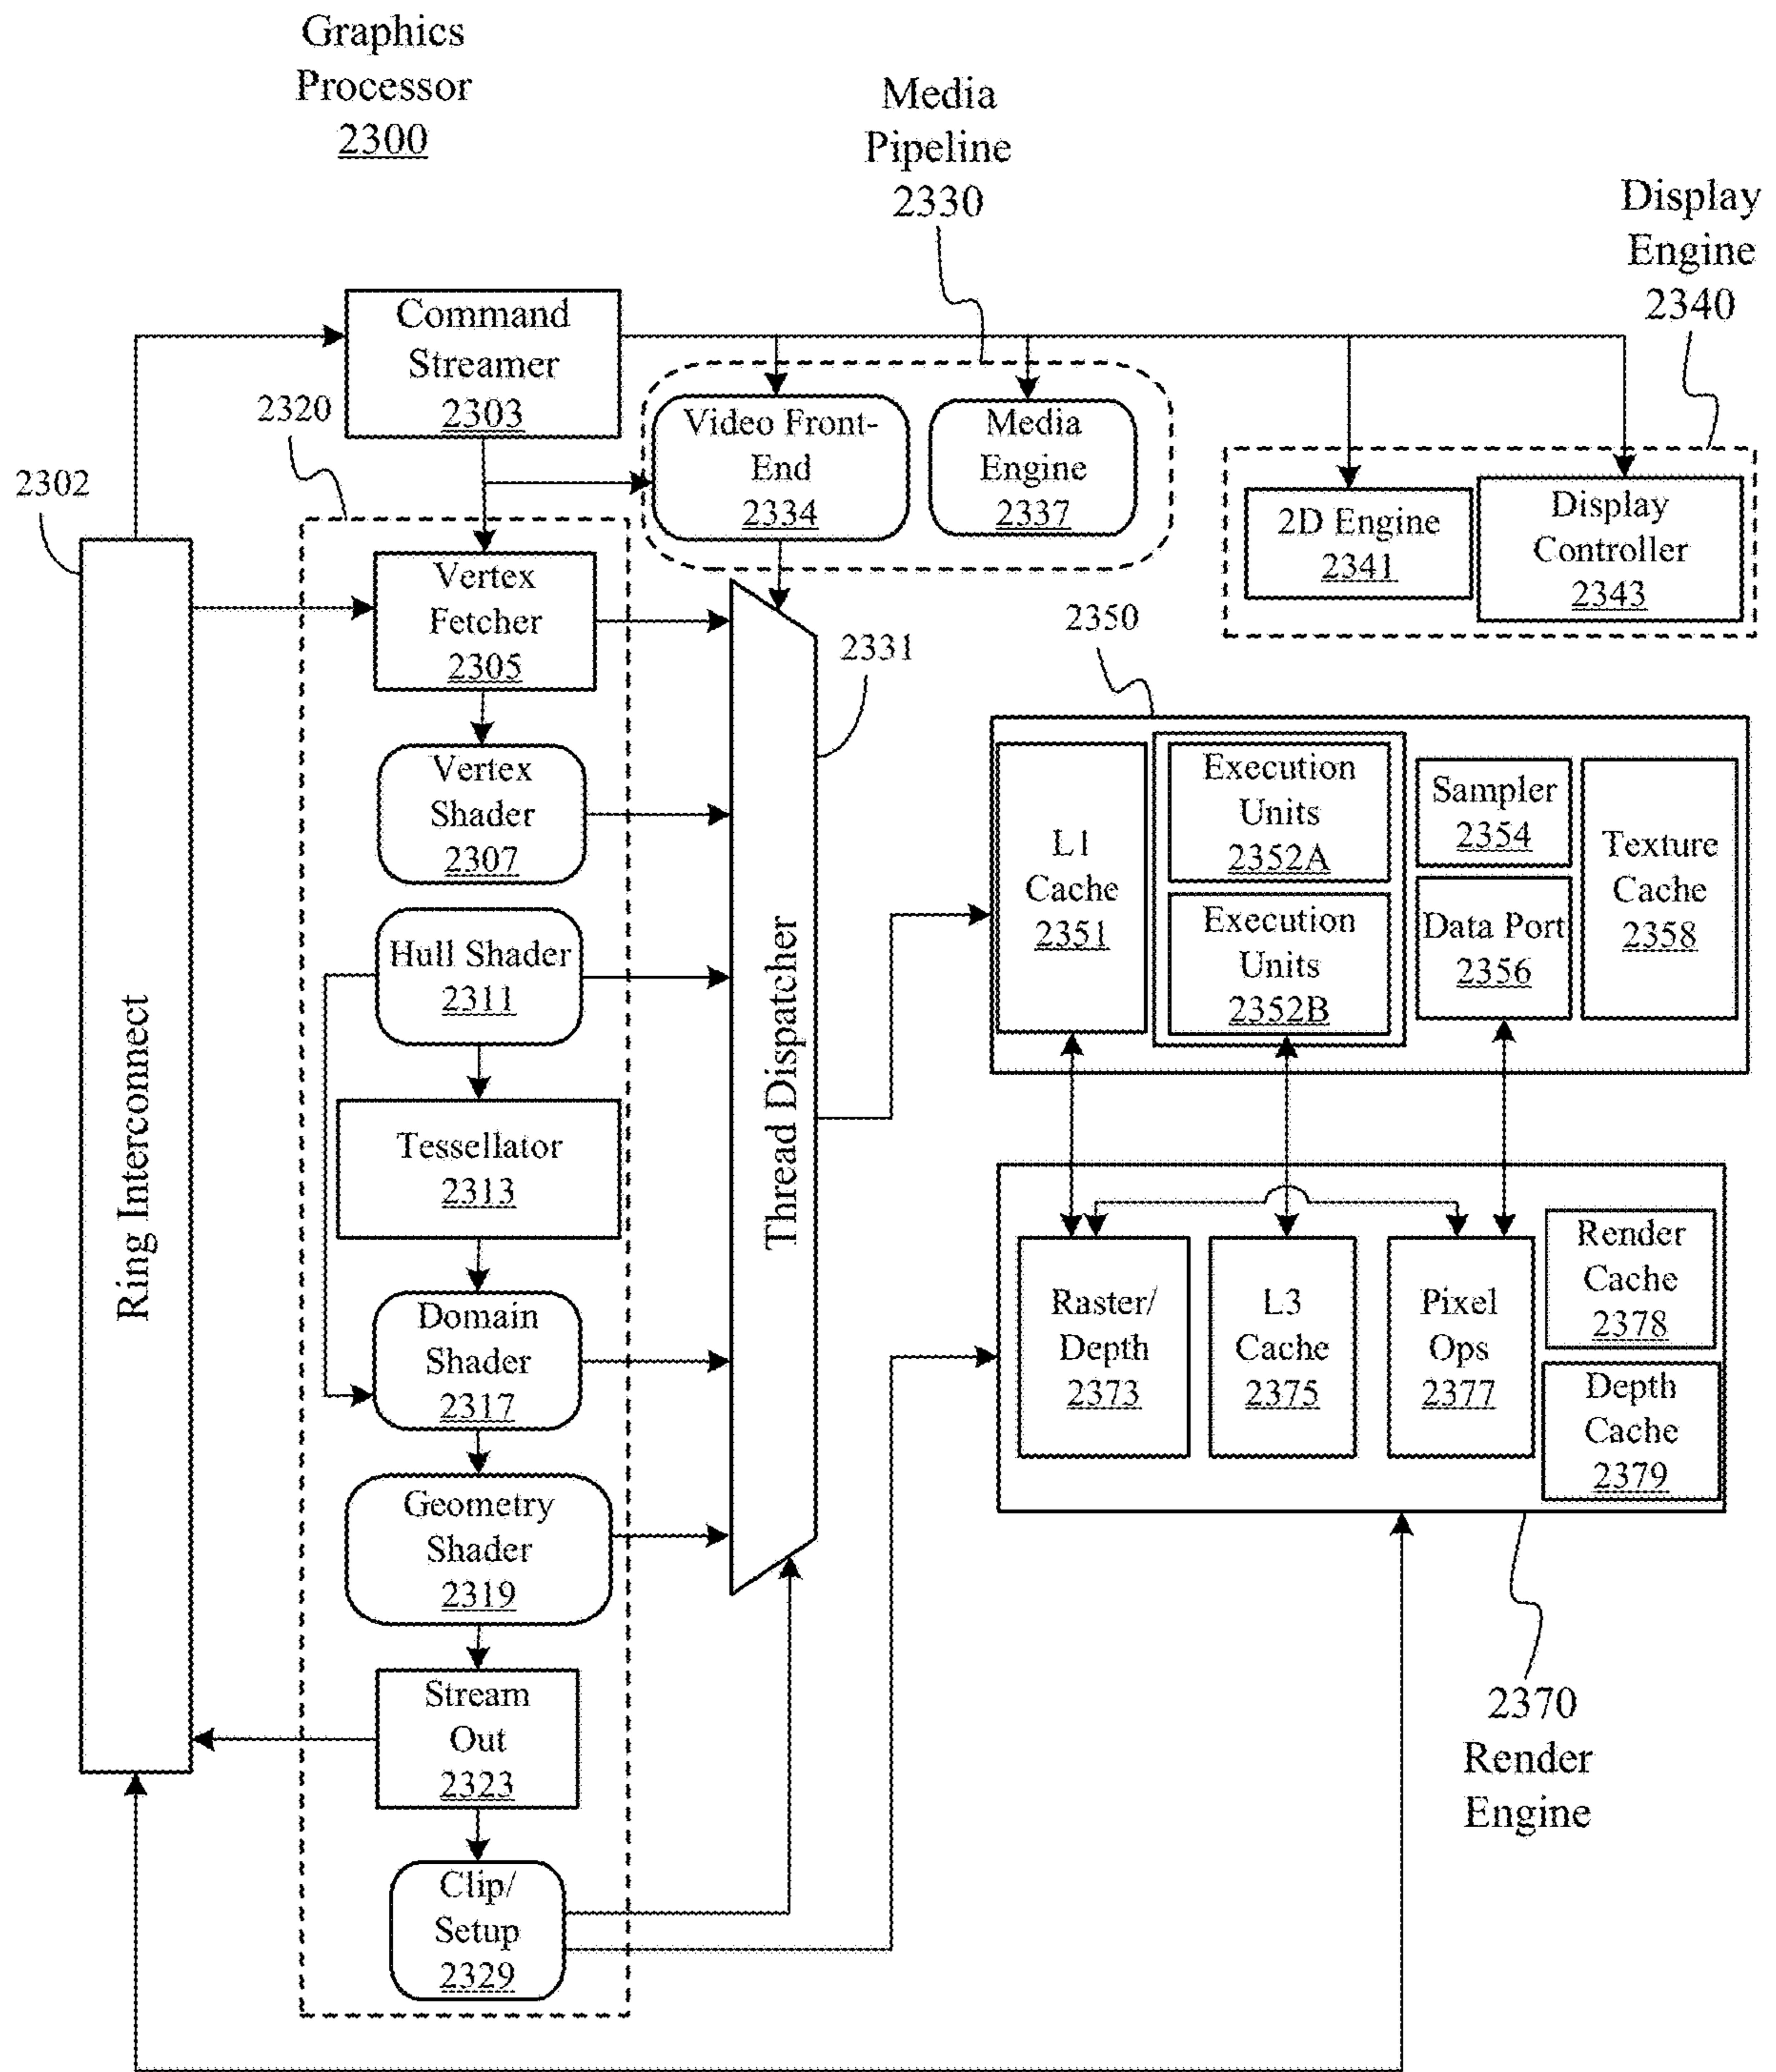 Graphics
Processor
2300
Media
Pipeline
2330
Display
Engine
2340
Command
Streamer
2303
2320
2302
Video Front-
End
2334
Media
Engine
2337
2D Engine
2341
Display
Controller
2343
Ring Interconnect
Vertex
Fetcher
2305
Vertex
Shader
2307
Hull Shader
2311
Tessellator
2313
Domain
Shader
2317
Geometry
Shader
2319
Stream
Out
2323
Clip/
Setup
2329
Thread Dispatcher
2331
2350
L1
Cache
2351
Execution
Units
2352A
Execution
Units
2352B
Sampler
2354
Data Port
2356
Texture
Cache
2358
Raster/
Depth
2373
L3
Cache
2375
Pixel
Ops
2377
Render
Cache
2378
Depth
Cache
2379
2370
Render
Engine